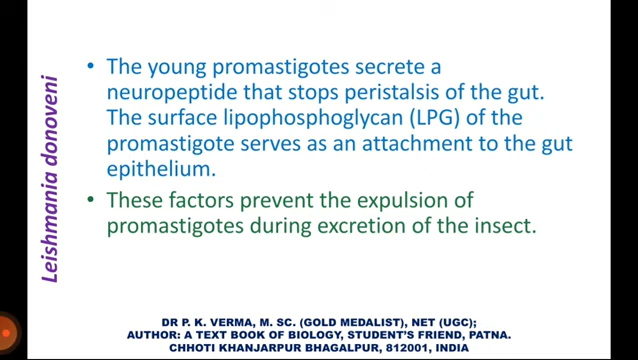 Leishmania donoveni
• The young promastigotes secrete a
neuropeptide that stops peristalsis of the gut.
The surface lipophosphoglycan (LPG) of the
promastigote serves as an attachment to the gut
epithelium.
• These factors prevent the expulsion of
promastigotes during excretion of the insect.
DR P. K. VERMA, M. SC. (GOLD MEDALIST), NET (UGC);
AUTHOR: A TEXT BOOK OF BIOLOGY, STUDENT'S FRIEND, PATNA.
CHHOTI KHANJARPUR BHAGALPUR, 812001, INDIA